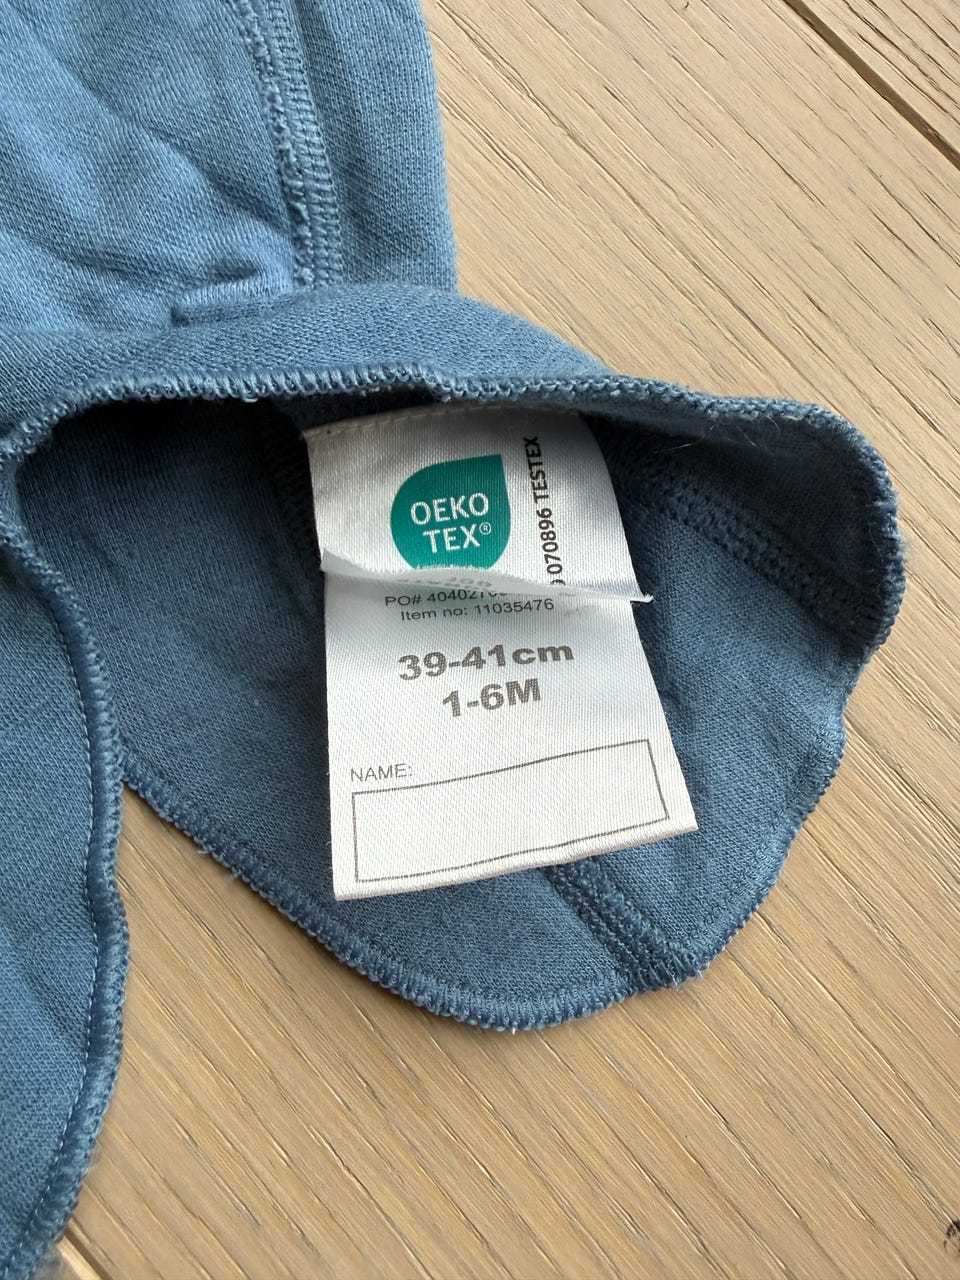 OEKO
TEX®
070896 TESTEX
PO#
Item no: 11035476
39-41cm
1-6M
NAME: